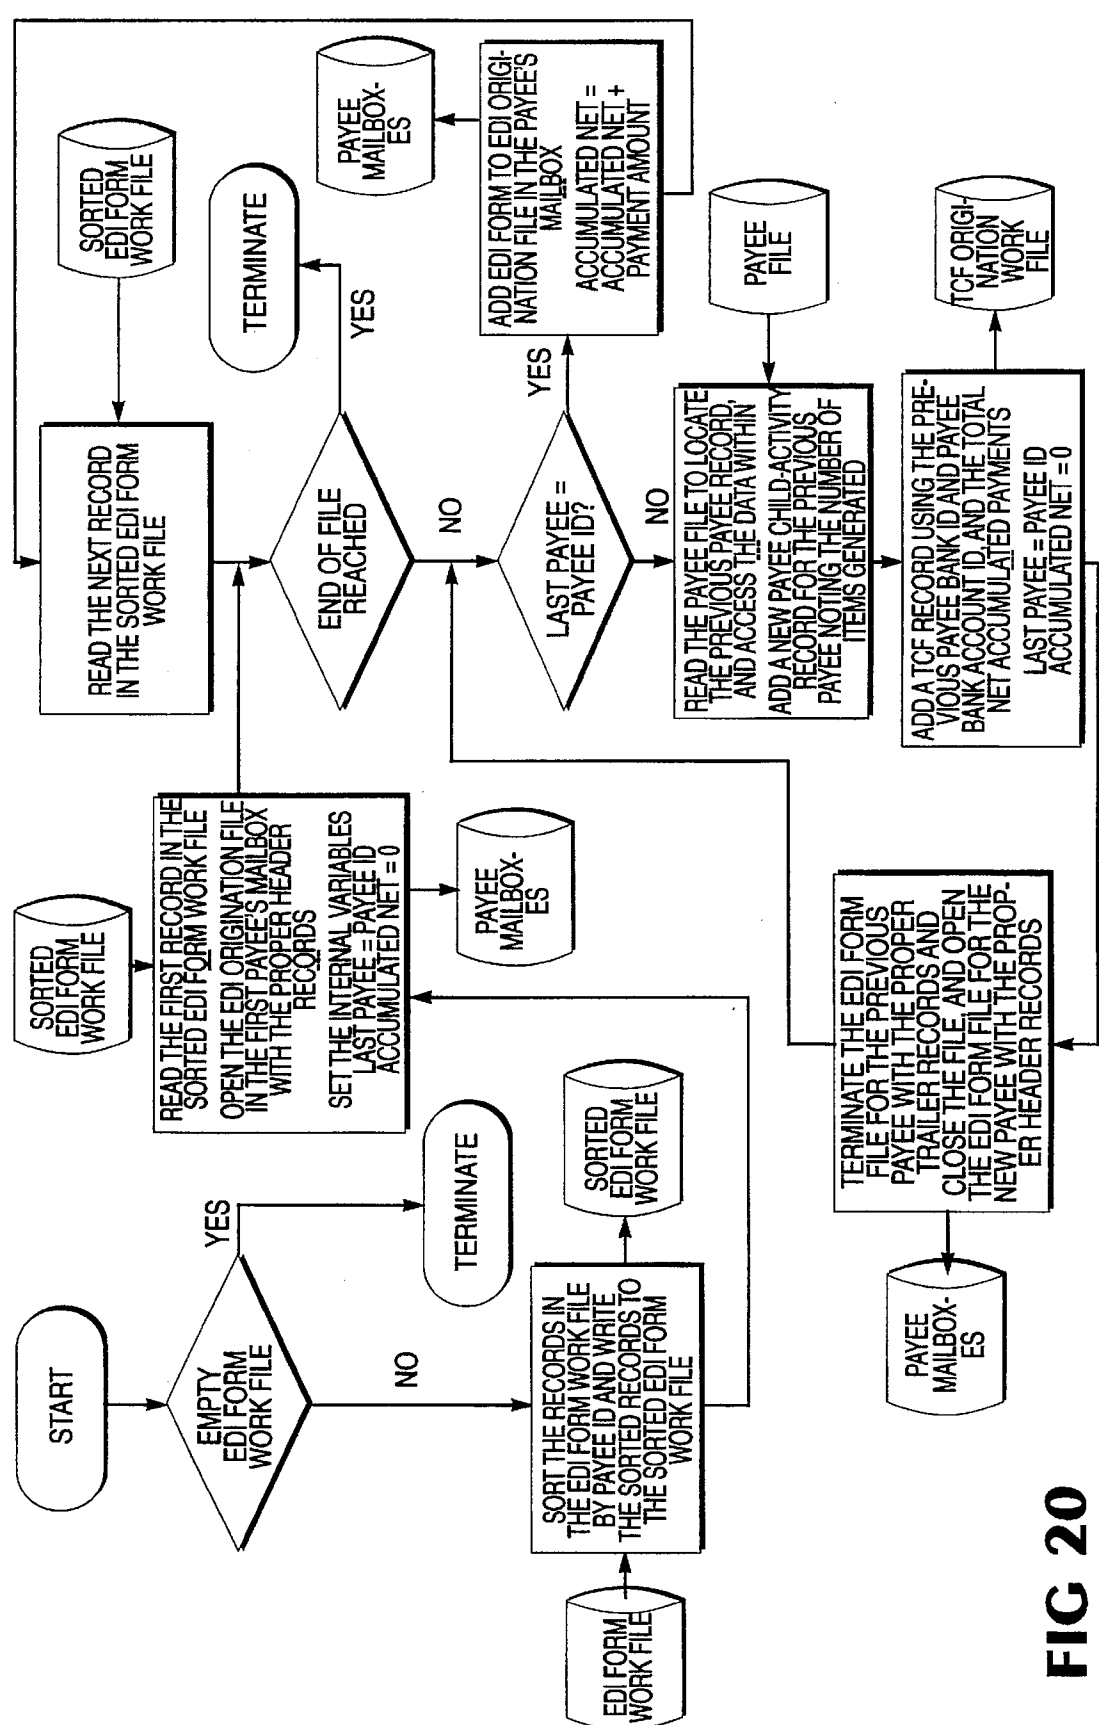 START
EMPTY
EDI FORM
WORK FILE
YES
TERMINATE
NO
EDI FORM
WORK FILE
SORT THE RECORDS IN
THE EDI FORM WORK FILE
BY PAYEE ID AND WRITE
THE SORTED RECORDS TO
THE SORTED EDI FORM
WORK FILE
SORTED
EDI FORM
WORK FILE
SORTED
EDI FORM
WORK FILE
READ THE FIRST RECORD IN THE
SORTED EDI FORM WORK FILE
OPEN THE EDI ORIGINATION FILE
IN THE FIRST PAYEE'S MAILBOX
WITH THE PROPER HEADER
RECORDS
SET THE INTERNAL VARIABLES
LAST PAYEE = PAYEE ID
ACCUMULATED NET = 0
PAYEE
MAILBOX-
ES
SORTED
EDI FORM
WORK FILE
READ THE NEXT RECORD
IN THE SORTED EDI FORM
WORK FILE
END OF FILE
REACHED
YES
TERMINATE
NO
LAST PAYEE =
PAYEE ID?
YES
ADD EDI FORM TO EDI ORIGI-
NATION FILE IN THE PAYEE'S
MAILBOX
ACCUMULATED NET =
ACCUMULATED NET +
PAYMENT AMOUNT
PAYEE
MAILBOX-
ES
NO
READ THE PAYEE FILE TO LOCATE
THE PREVIOUS PAYEE RECORD,
AND ACCESS THE DATA WITHIN
ADD A NEW PAYEE CHILD-ACTIVITY
RECORD FOR THE PREVIOUS
PAYEE NOTING THE NUMBER OF
ITEMS GENERATED
PAYEE
FILE
ADD A TCF RECORD USING THE PRE-
VIOUS PAYEE BANK ID AND PAYEE
BANK ACCOUNT ID, AND THE TOTAL
NET ACCUMULATED PAYMENTS
LAST PAYEE = PAYEE ID
ACCUMULATED NET = 0
TCF ORIGI-
NATION
WORK
FILE
TERMINATE THE EDI FORM
FILE FOR THE PREVIOUS
PAYEE WITH THE PROPER
TRAILER RECORDS AND
CLOSE THE FILE, AND OPEN
THE EDI FORM FILE FOR THE
NEW PAYEE WITH THE PROP-
ER HEADER RECORDS
PAYEE
MAILBOX-
ES
FIG 20